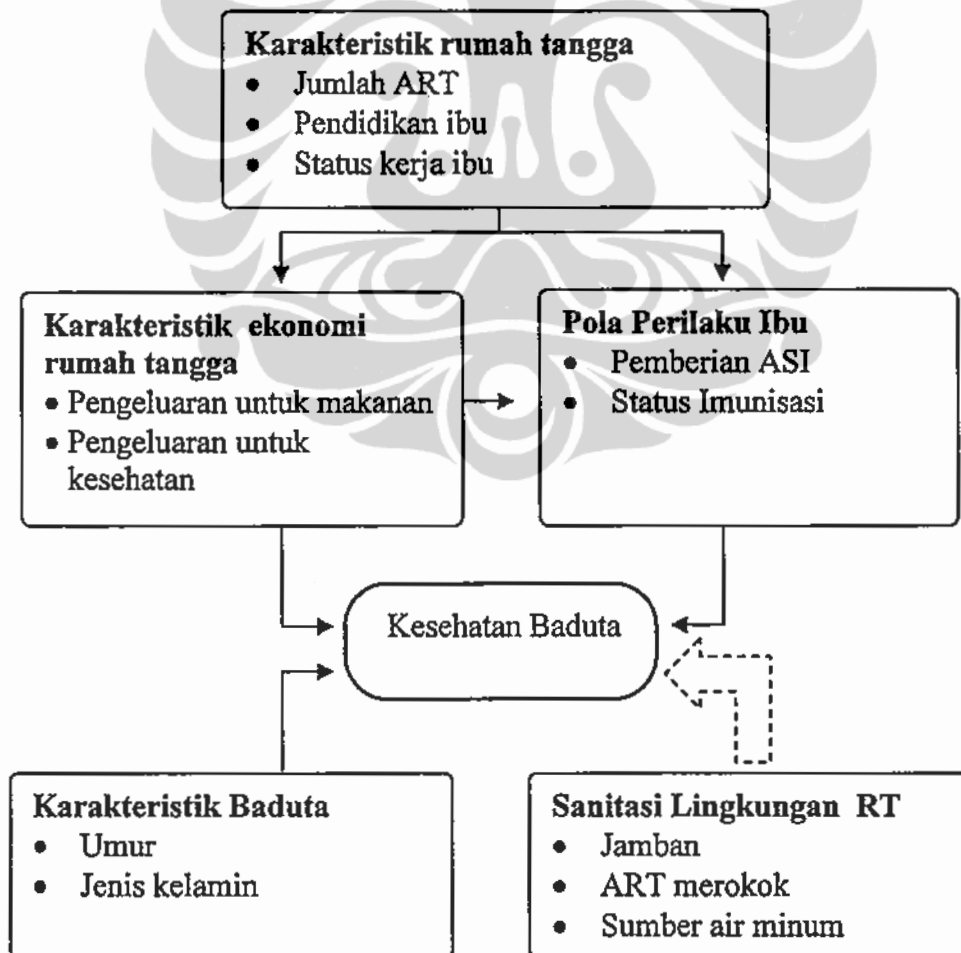 Karakteristik rumah tangga
• Jumlah ART
• Pendidikan ibu
• Status kerja ibu
Karakteristik ekonomi
rumah tangga
• Pengeluaran untuk makanan
• Pengeluaran untuk
kesehatan
Pola Perilaku Ibu
• Pemberian ASI
• Status Imunisasi
Kesehatan Baduta
Karakteristik Baduta
• Umur
• Jenis kelamin
Sanitasi Lingkungan RT
• Jamban
• ART merokok
• Sumber air minum